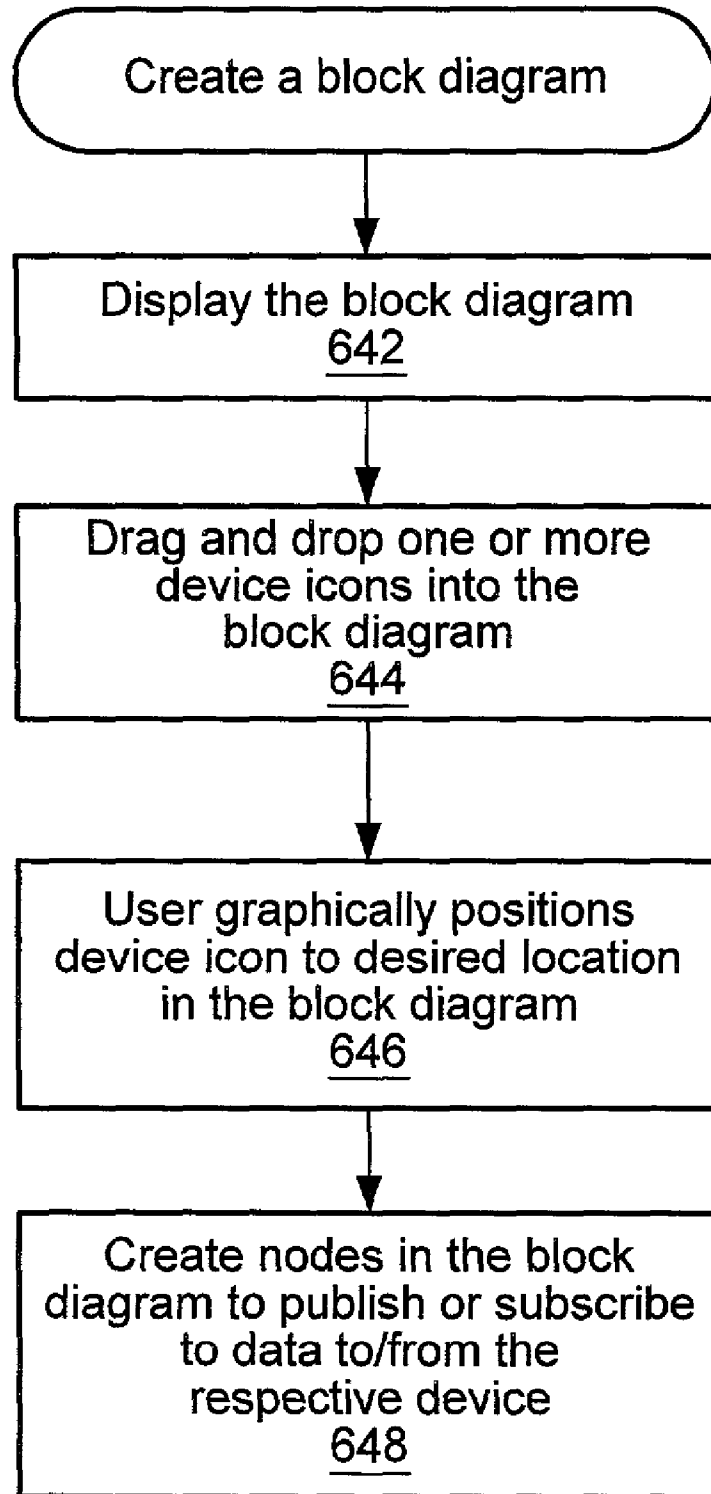 Create a block diagram
Display the block diagram
642
Drag and drop one or more
device icons into the
block diagram
644
User graphically positions
device icon to desired location
in the block diagram
646
Create nodes in the block
diagram to publish or subscribe
to data to/from the
respective device
648